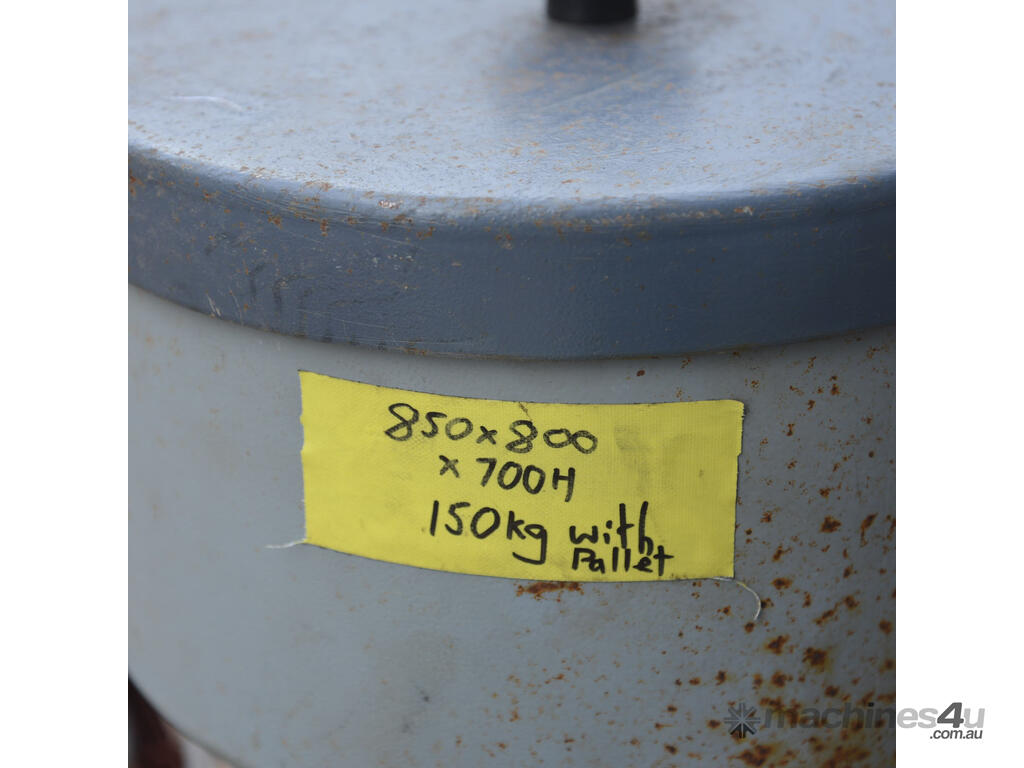 850x800
x 700H
150kg with
Pallet
machines4u
.com.au